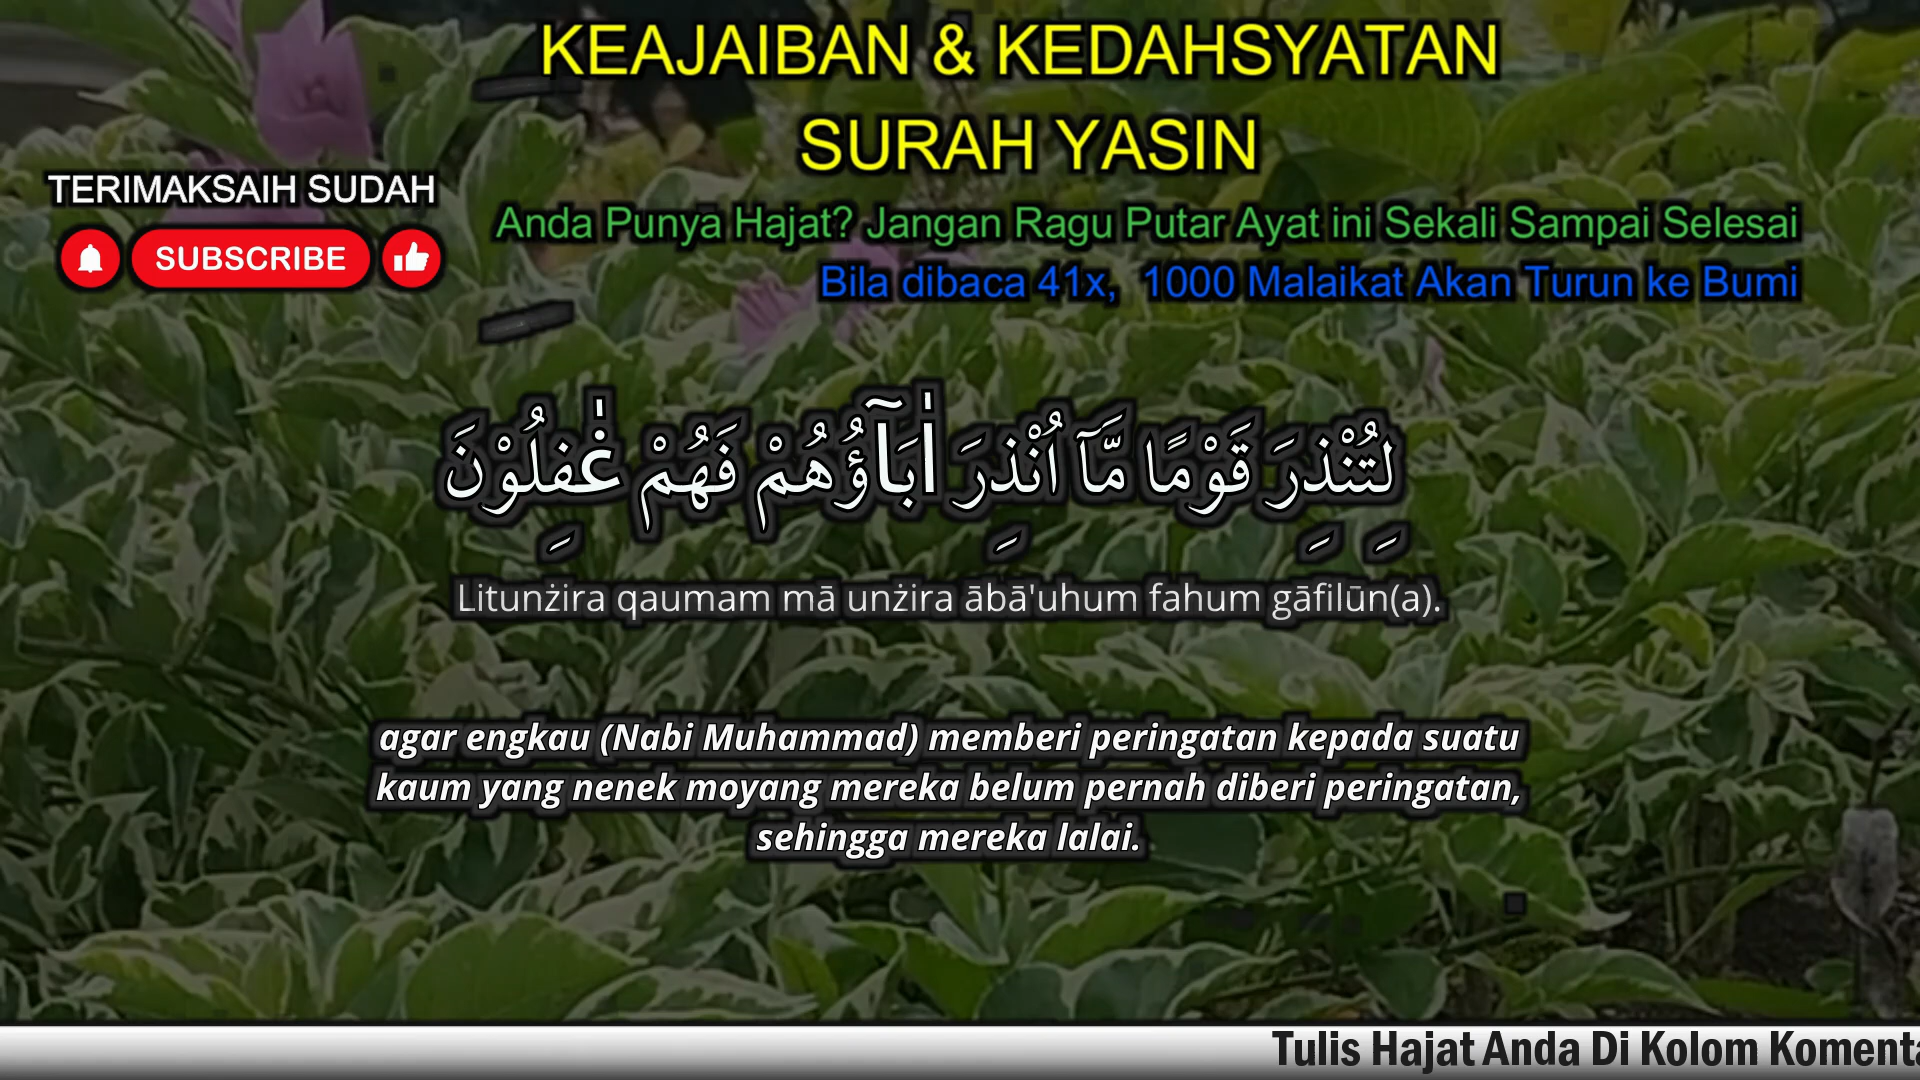 KEAJAIBAN & KEDAHSYATAN
SURAH YASIN
TERIMAKSAIH SUDAH
SUBSCRIBE
Anda Punya Hajat? Jangan Ragu Putar Ayat ini Sekali Sampai Selesai
Bila dibaca 41x, 1000 Malaikat Akan Turun ke Bumi
لِتُنْذِرَ قَوْمًا مَّآ اُنْذِرَ اٰبَاۤؤُهُمْ فَهُمْ غٰفِلُوْنَ
Litunżira qaumam mā unżira ābā'uhum fahum gāfilūn(a).
agar engkau (Nabi Muhammad) memberi peringatan kepada suatu
kaum yang nenek moyang mereka belum pernah diberi peringatan,
sehingga mereka lalai.
Tulis Hajat Anda Di Kolom Komenta